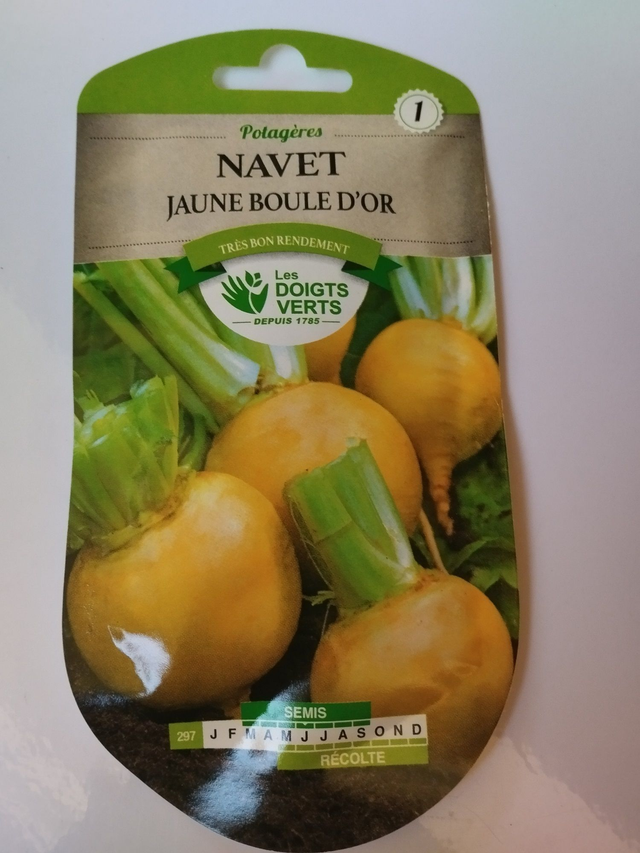 1
Potagères
NAVET
JAUNE BOULE D'OR
TRÈS BON RENDEMENT
Les
DOIGTS
VERTS
DEPUIS 1785
SEMIS
297 J F M A M J J A S O N D
RÉCOLTE